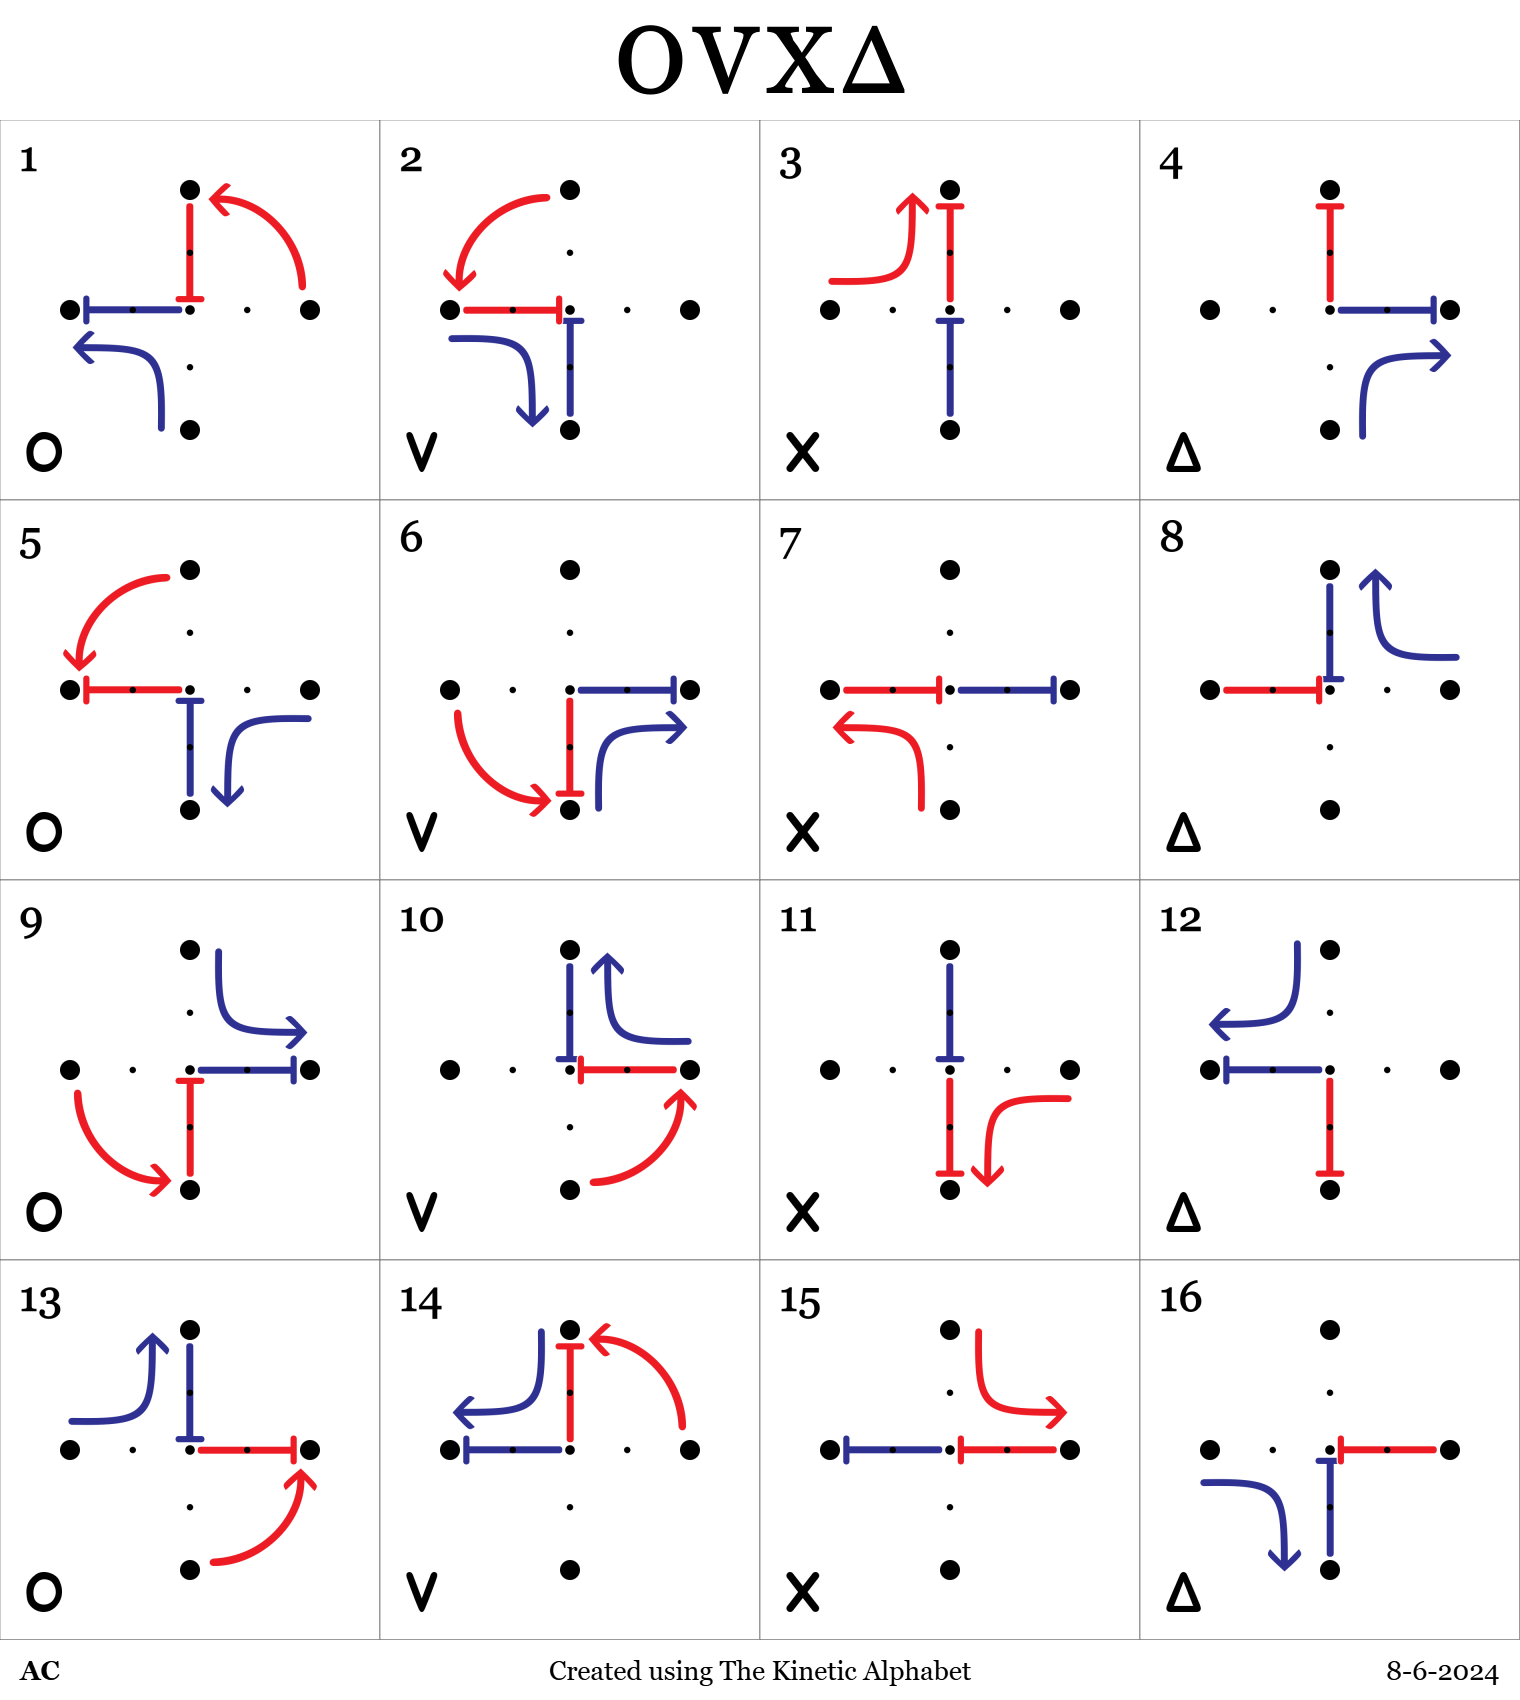 OVXΔ
1 2 3 4
O V X Δ
5 6 7 8
O V X Δ
9 10 11 12
O V X Δ
13 14 15 16
O V X Δ
AC Created using The Kinetic Alphabet 8-6-2024